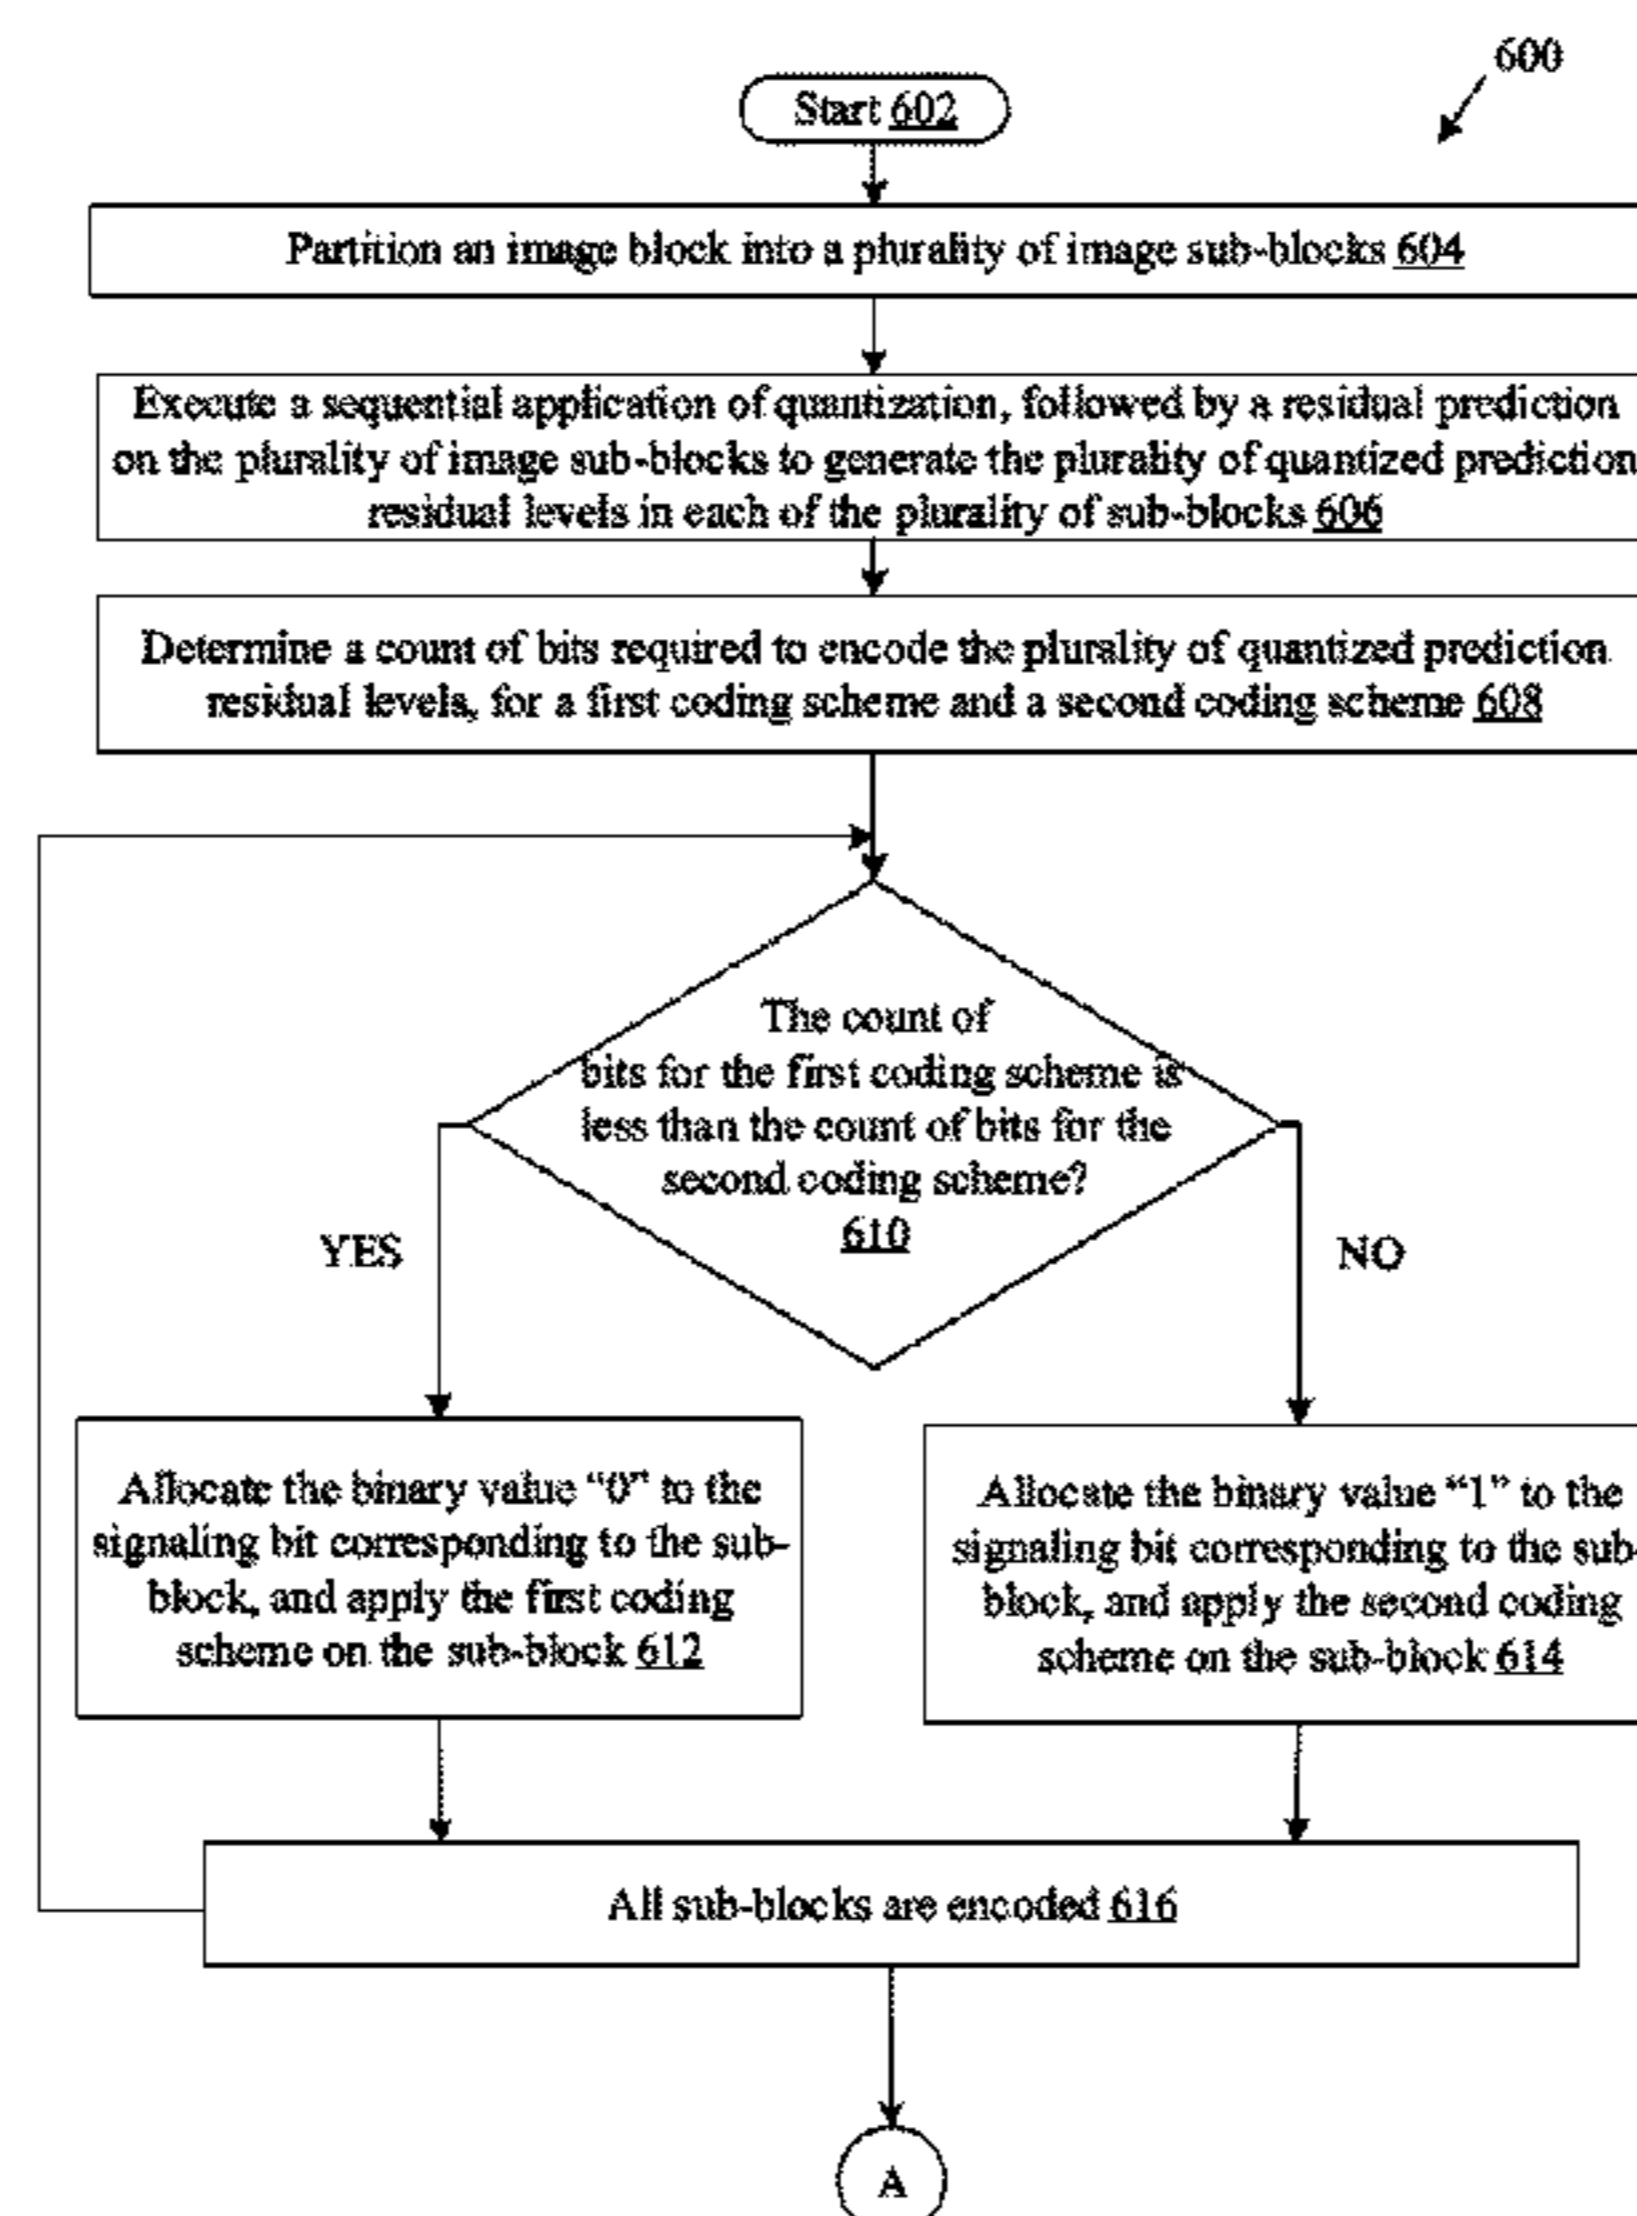 600
Start 602
Partition an image block into a plurality of image sub-blocks 604
Execute a sequential application of quantization, followed by a residual prediction
on the plurality of image sub-blocks to generate the plurality of quantized prediction
residual levels in each of the plurality of sub-blocks 606
Determine a count of bits required to encode the plurality of quantized prediction
residual levels, for a first coding scheme and a second coding scheme 608
The count of
bits for the first coding scheme is
less than the count of bits for the
second coding scheme?
610
YES
NO
Allocate the binary value “0” to the
signaling bit corresponding to the sub-
block, and apply the first coding
scheme on the sub-block 612
Allocate the binary value “1” to the
signaling bit corresponding to the sub-
block, and apply the second coding
scheme on the sub-block 614
All sub-blocks are encoded 616
A